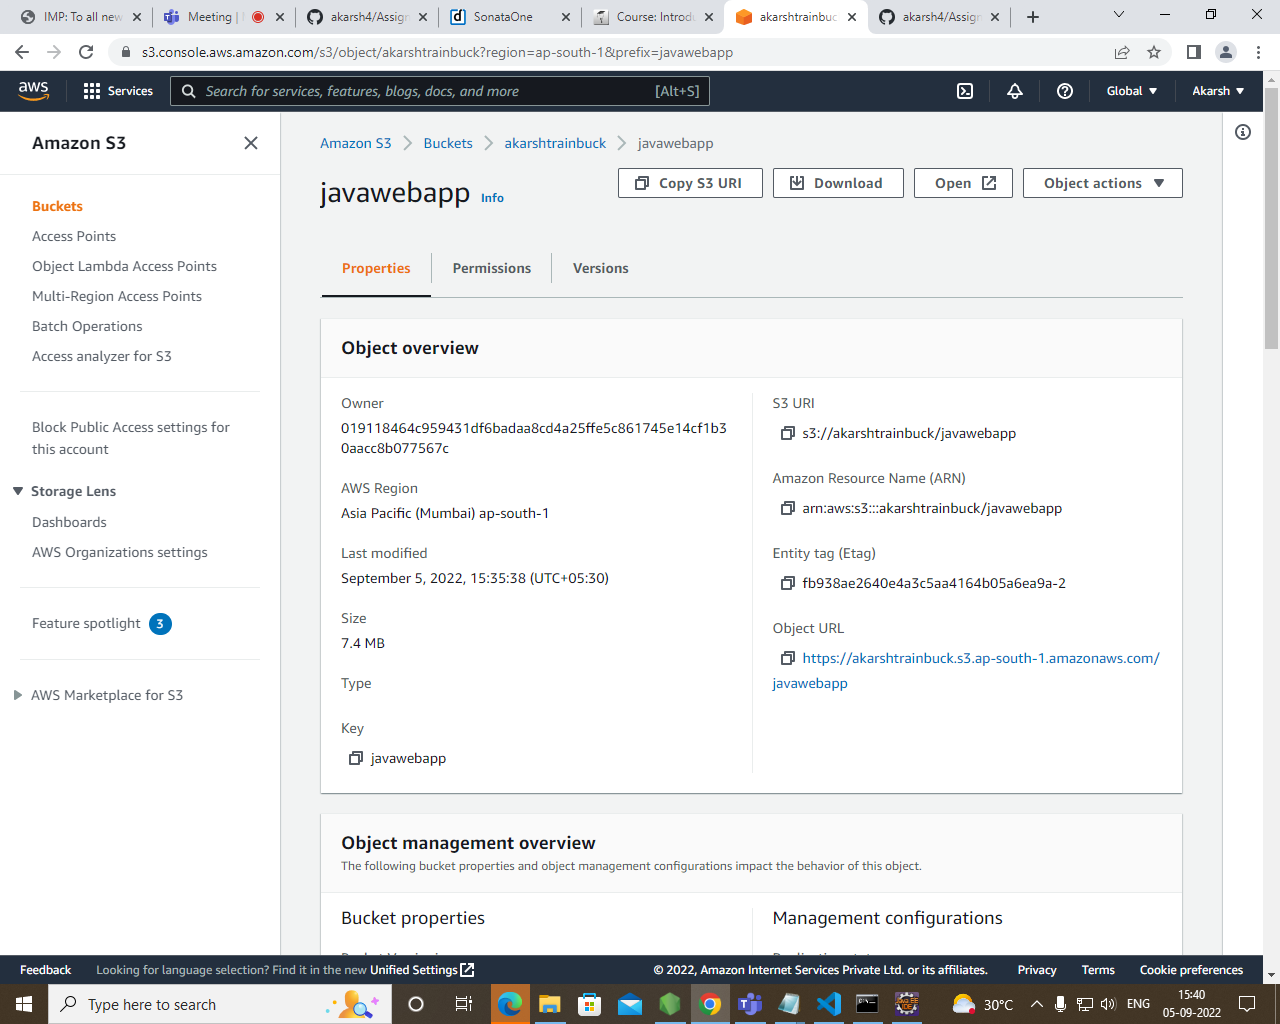 IMP: To all new
Meeting |
akarsh4/Assign
SonataOne
Course: Introdu
akarshtrainbuc
akarsh4/Assign
s3.console.aws.amazon.com/s3/object/akarshtrainbuck?region=ap-south-1&prefix=javawebapp
aws
Services
Search for services, features, blogs, docs, and more
[Alt+S]
Global
Akarsh
Amazon S3
Buckets
Access Points
Object Lambda Access Points
Multi-Region Access Points
Batch Operations
Access analyzer for S3
Block Public Access settings for
this account
Storage Lens
Dashboards
AWS Organizations settings
Feature spotlight 3
AWS Marketplace for S3
Amazon S3 > Buckets > akarshtrainbuck > javawebapp
javawebapp Info
Copy S3 URI
Download
Open
Object actions
Properties
Permissions
Versions
Object overview
Owner
019118464c959431df6badaa8cd4a25ffe5c861745e14cf1b3
0aacc8b077567c
AWS Region
Asia Pacific (Mumbai) ap-south-1
Last modified
September 5, 2022, 15:35:38 (UTC+05:30)
Size
7.4 MB
Type
Key
javawebapp
S3 URI
s3://akarshtrainbuck/javawebapp
Amazon Resource Name (ARN)
arn:aws:s3:::akarshtrainbuck/javawebapp
Entity tag (Etag)
fb938ae2640e4a3c5aa4164b05a6ea9a-2
Object URL
https://akarshtrainbuck.s3.ap-south-1.amazonaws.com/
javawebapp
Object management overview
The following bucket properties and object management configurations impact the behavior of this object.
Bucket properties
Management configurations
Feedback
Looking for language selection? Find it in the new Unified Settings
© 2022, Amazon Internet Services Private Ltd. or its affiliates.
Privacy
Terms
Cookie preferences
Type here to search
30°C
ENG
15:40
05-09-2022